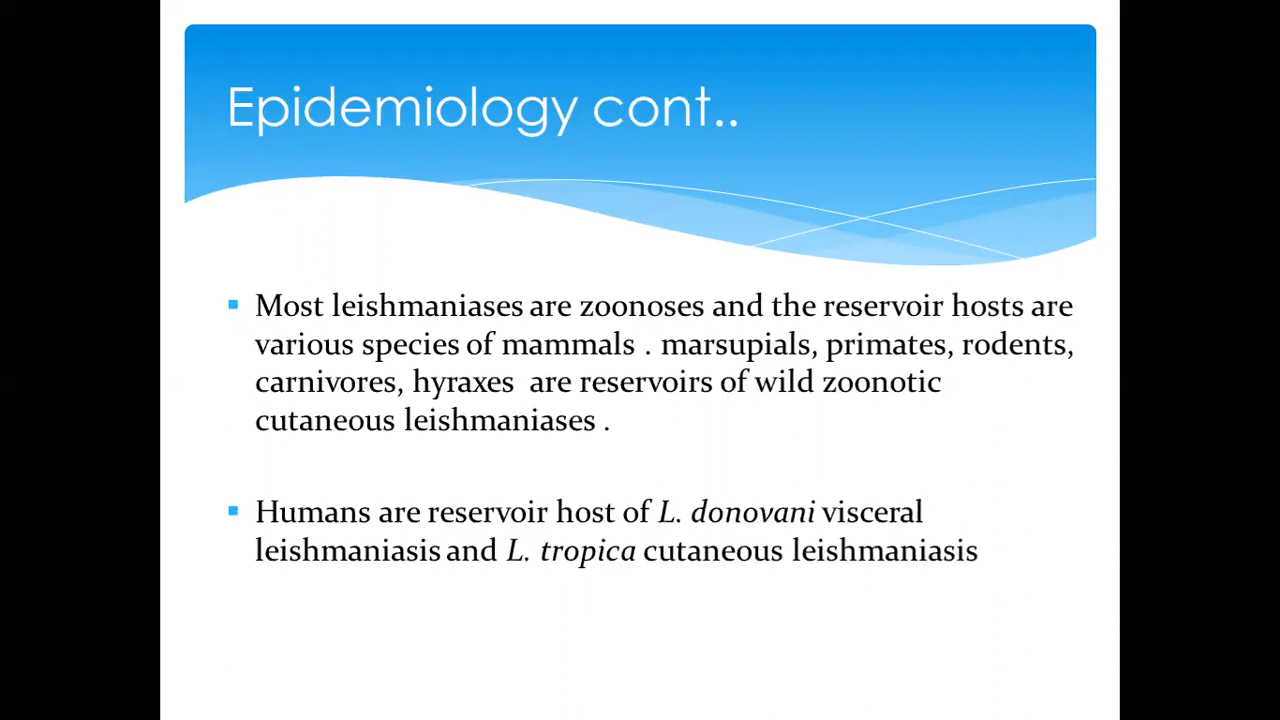 Epidemiology cont..
Most leishmaniases are zoonoses and the reservoir hosts are
various species of mammals . marsupials, primates, rodents,
carnivores, hyraxes are reservoirs of wild zoonotic
cutaneous leishmaniases .
Humans are reservoir host of L. donovani visceral
leishmaniasis and L. tropica cutaneous leishmaniasis